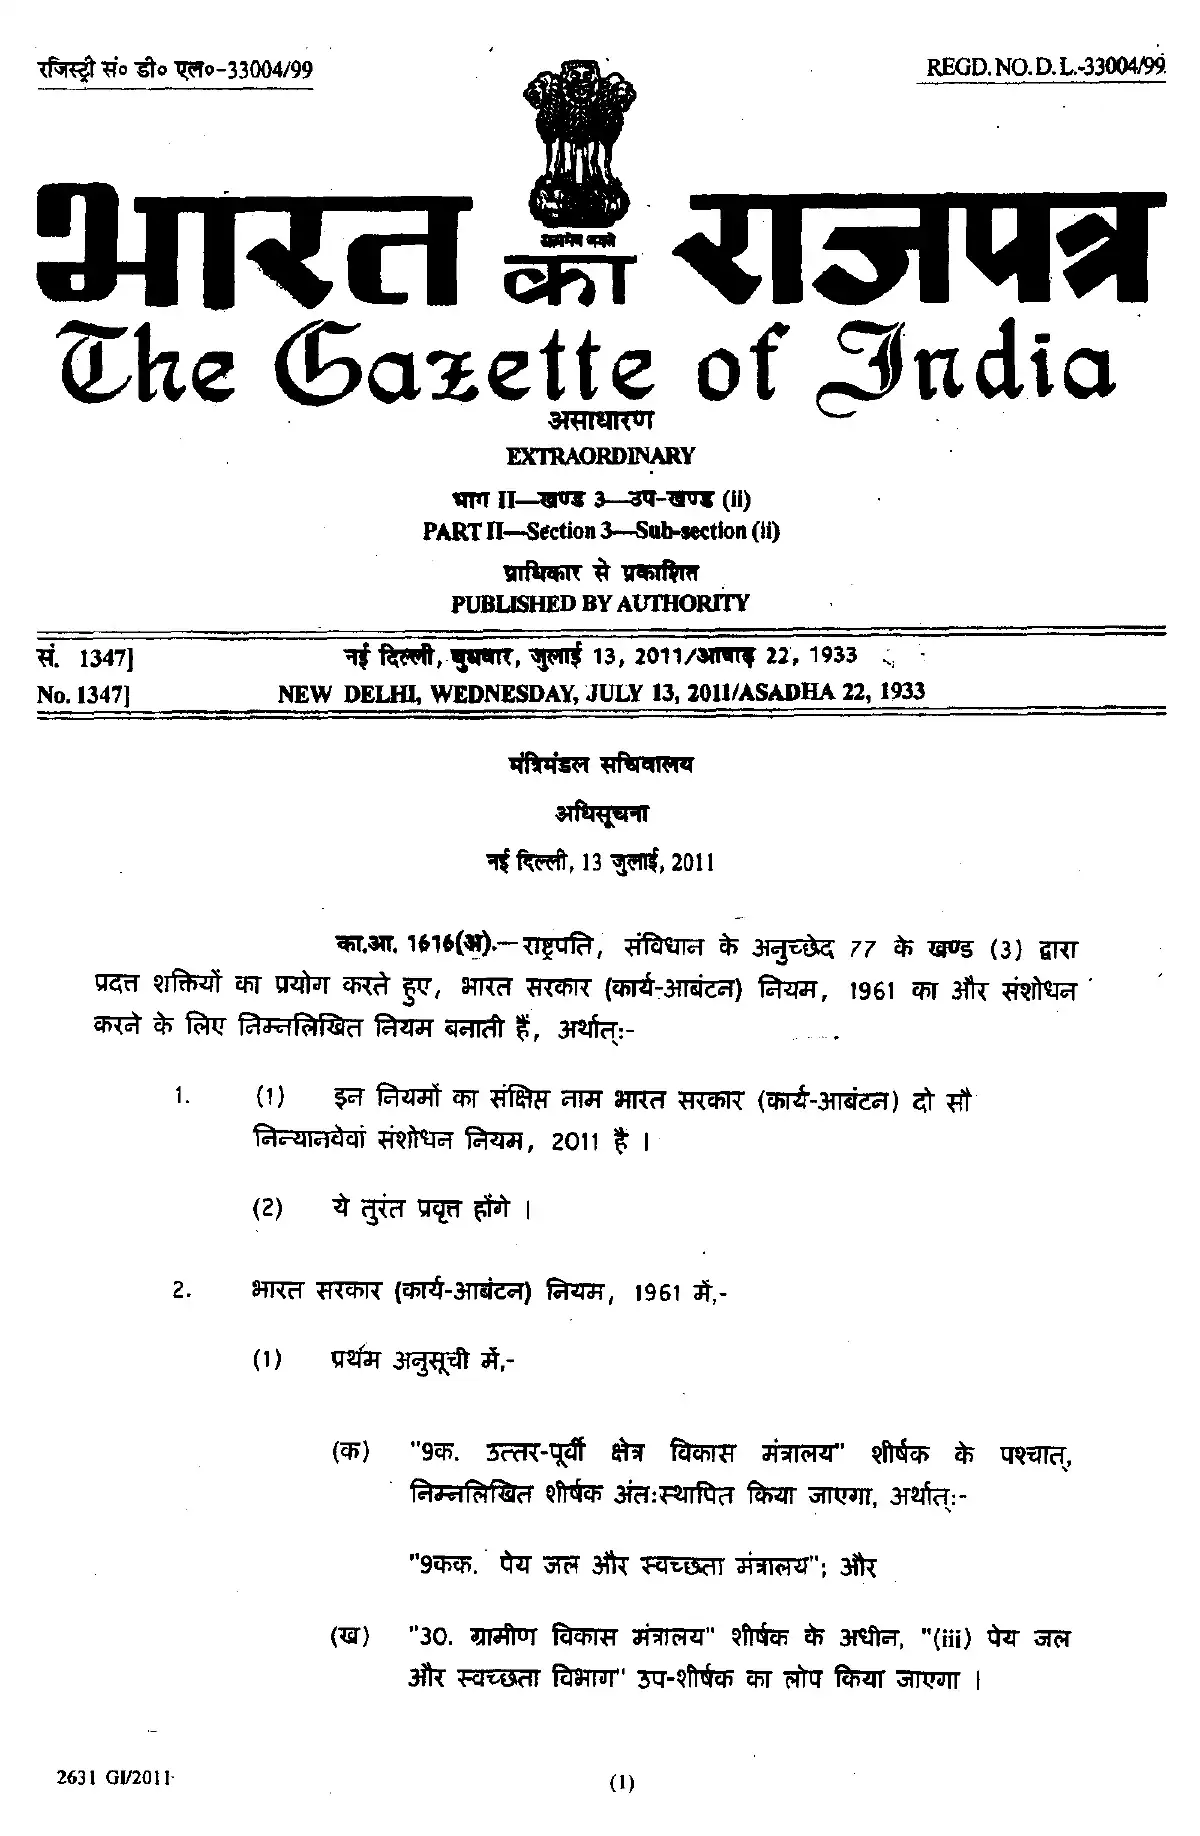 रजिस्ट्री सं० डी० एल०-33004/99
REGD. NO. D. L.-33004/99
भारत का राजपत्र
The Gazette of India
असाधारण
EXTRAORDINARY
भाग II—खण्ड 3—उप-खण्ड (ii)
PART II—Section 3—Sub-section (ii)
प्राधिकार से प्रकाशित
PUBLISHED BY AUTHORITY
सं. 1347]
नई दिल्ली, बुधवार, जुलाई 13, 2011/आषाढ़ 22, 1933
No. 1347]
NEW DELHI, WEDNESDAY, JULY 13, 2011/ASADHA 22, 1933
मंत्रिमंडल सचिवालय
अधिसूचना
नई दिल्ली, 13 जुलाई, 2011
का.आ. 1616(अ).—राष्ट्रपति, संविधान के अनुच्छेद 77 के खण्ड (3) द्वारा
प्रदत्त शक्तियों का प्रयोग करते हुए, भारत सरकार (कार्य-आबंटन) नियम, 1961 का और संशोधन
करने के लिए निम्नलिखित नियम बनाती हैं, अर्थात्:-
1. (1) इन नियमों का संक्षिप्त नाम भारत सरकार (कार्य-आबंटन) दो सौ
निन्यानवेवां संशोधन नियम, 2011 है ।
(2) ये तुरंत प्रवृत्त होंगे ।
2. भारत सरकार (कार्य-आबंटन) नियम, 1961 में,-
(1) प्रथम अनुसूची में,-
(क) "9क. उत्तर-पूर्वी क्षेत्र विकास मंत्रालय" शीर्षक के पश्चात्,
निम्नलिखित शीर्षक अंतःस्थापित किया जाएगा, अर्थात्:-
"9कक. पेय जल और स्वच्छता मंत्रालय"; और
(ख) "30. ग्रामीण विकास मंत्रालय" शीर्षक के अधीन, "(iii) पेय जल
और स्वच्छता विभाग" उप-शीर्षक का लोप किया जाएगा ।
2631 GI/2011
(1)